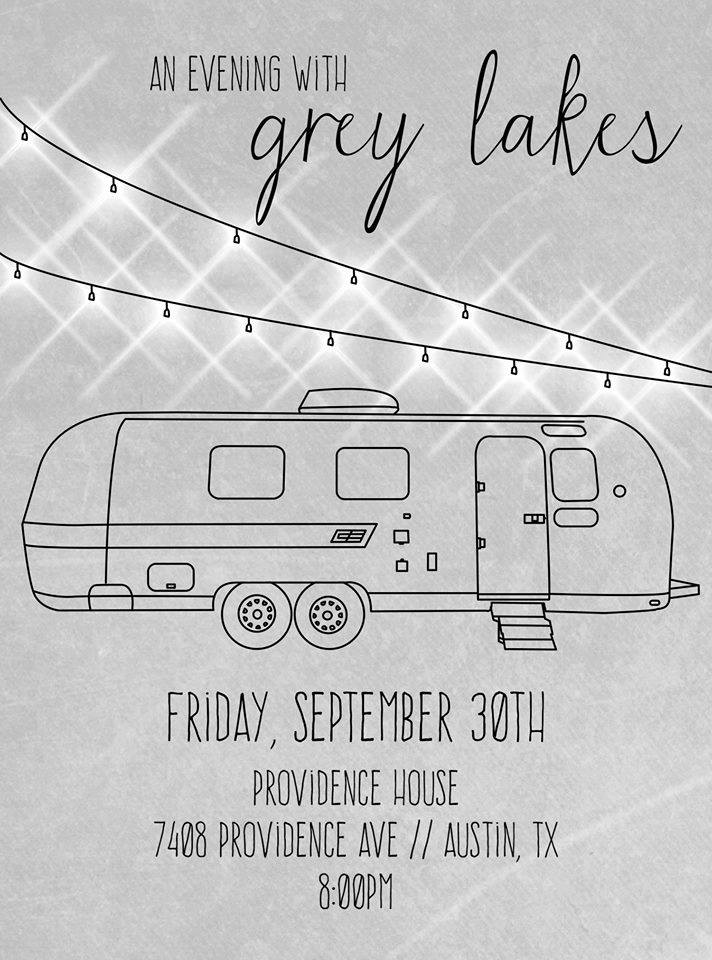 AN EVENiNG WiTH
grey lakes
FRiDAY, SEPTEMBER 30TH
PROViDENCE HOUSE
7408 PROViDENCE AVE // AUSTiN, TX
8:00PM